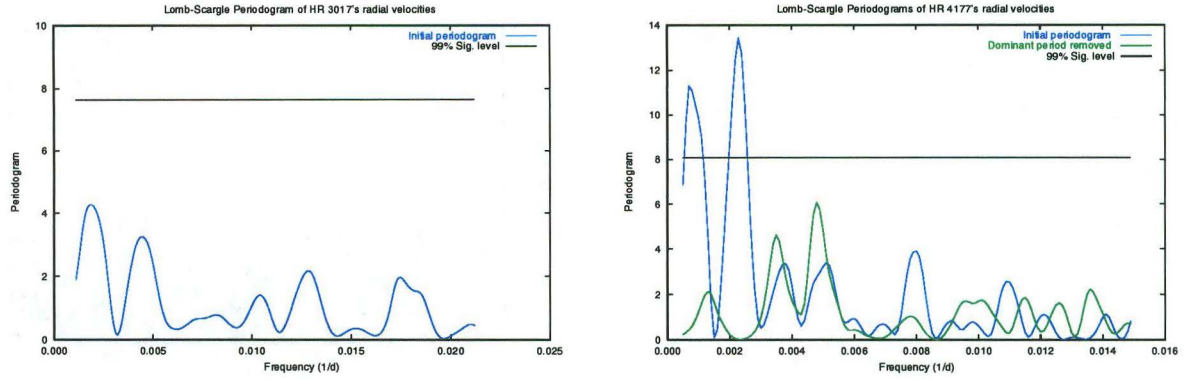 Lomb-Scargle Periodogram of HR 3017's radial velocities
10
8
6
4
2
0
Periodogram
Initial periodogram
99% Sig. level
0.000
0.005
0.010
0.015
0.020
0.025
Frequency (1/d)
Lomb-Scargle Periodograms of HR 4177's radial velocities
14
12
10
8
6
4
2
0
Periodogram
Initial periodogram
Dominant period removed
99% Sig. level
0.000
0.002
0.004
0.006
0.008
0.010
0.012
0.014
0.016
Frequency (1/d)